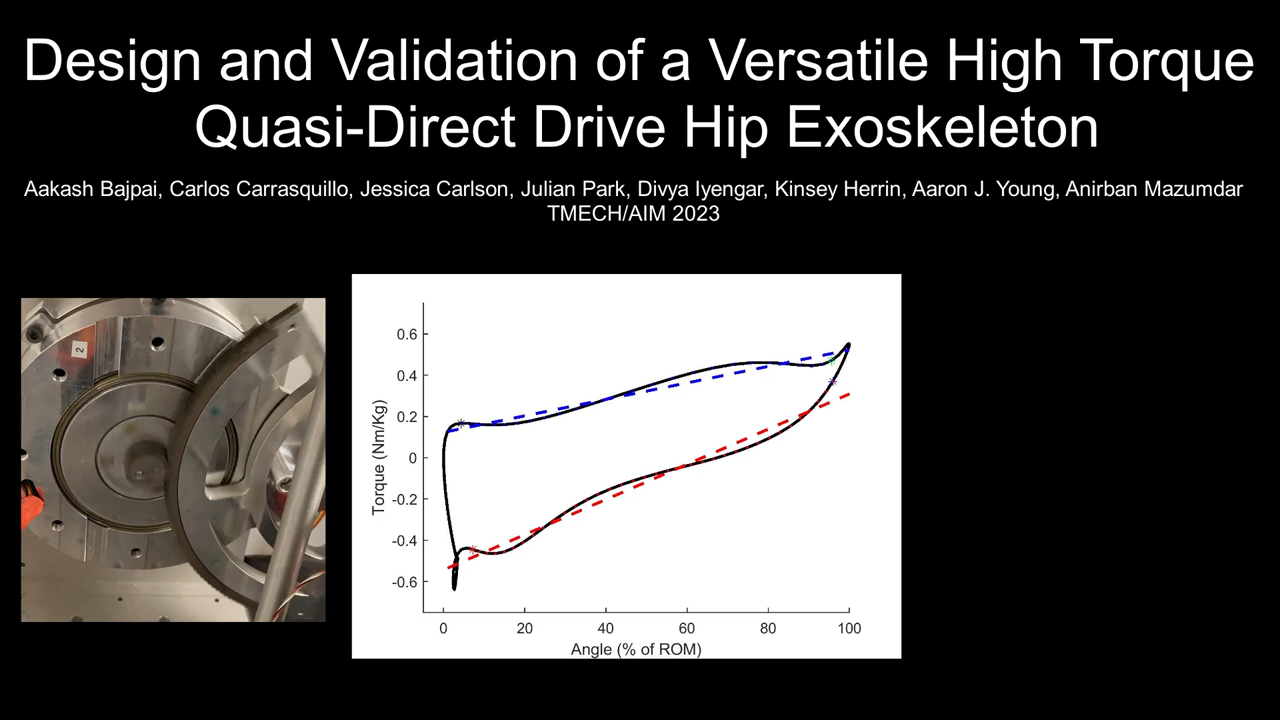 Design and Validation of a Versatile High Torque
Quasi-Direct Drive Hip Exoskeleton
Aakash Bajpai, Carlos Carrasquillo, Jessica Carlson, Julian Park, Divya Iyengar, Kinsey Herrin, Aaron J. Young, Anirban Mazumdar
TMECH/AIM 2023
2
0.6
0.4
0.2
0
-0.2
-0.4
-0.6
Torque (Nm/Kg)
0 20 40 60 80 100
Angle (% of ROM)